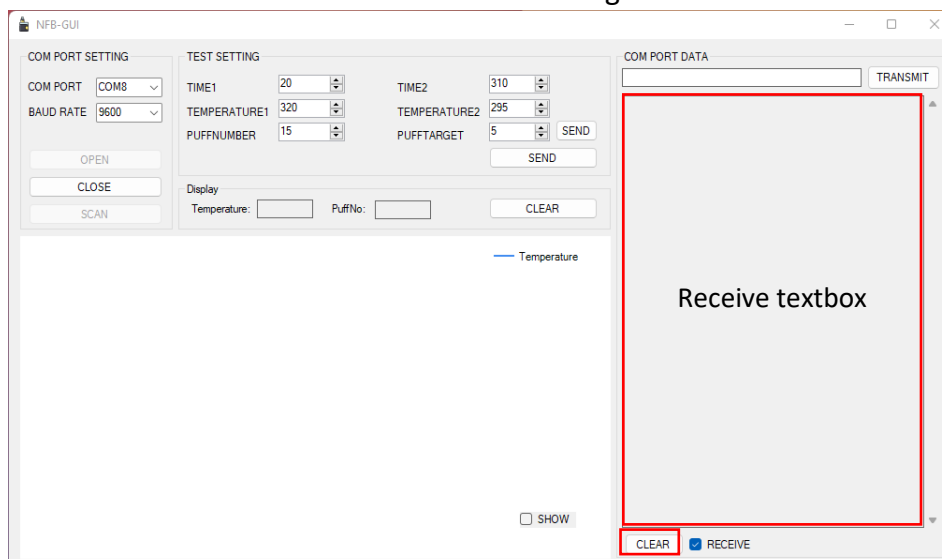 NFB-GUI
COM PORT SETTING
COM PORT COM8
BAUD RATE 9600
OPEN
CLOSE
SCAN
TEST SETTING
TIME1 20 TIME2 310
TEMPERATURE1 320 TEMPERATURE2 295
PUFFNUMBER 15 PUFFTARGET 5 SEND
SEND
Display
Temperature: PuffNo: CLEAR
Temperature
SHOW
COM PORT DATA
TRANSMIT
Receive textbox
CLEAR RECEIVE